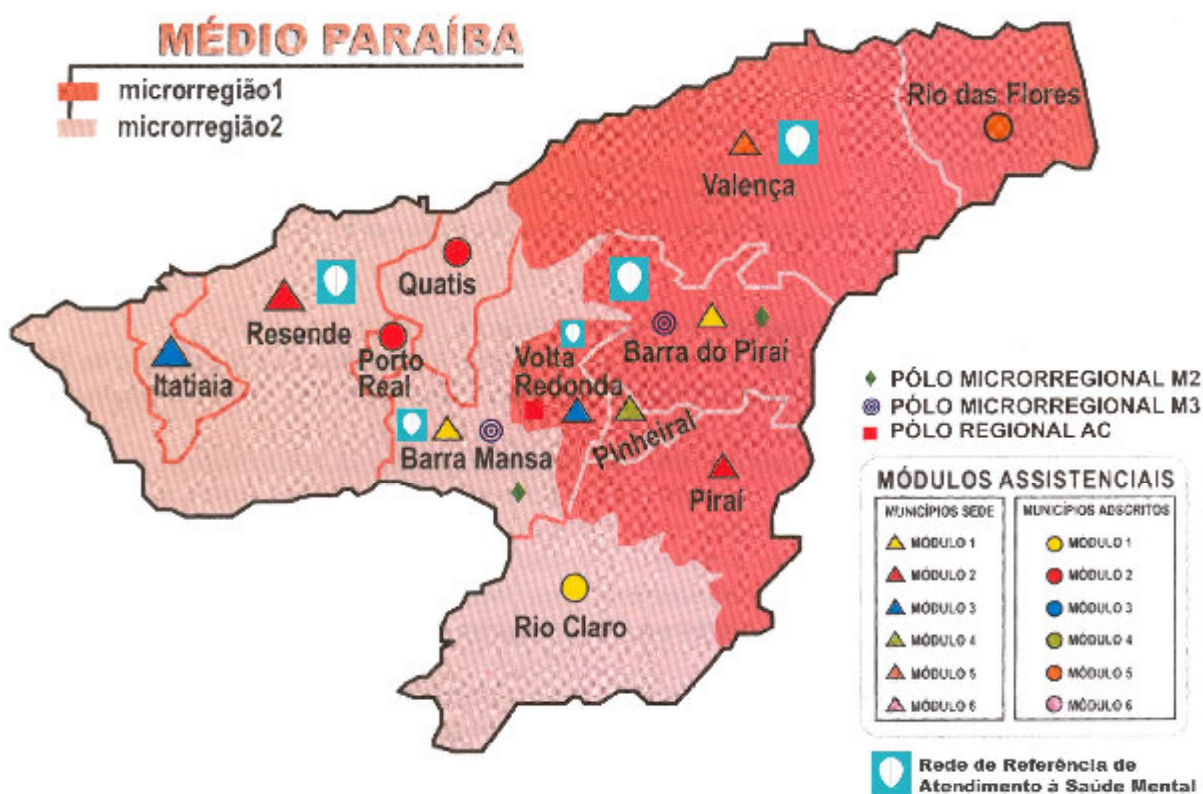 MÉDIO PARAÍBA
microrregião1
microrregião2
Rio das Flores
Valença
Quatis
Resende
Porto
Real
Itatiaia
Volta
Redonda
Barra do Piraí
Pinheiral
Barra Mansa
Piraí
Rio Claro
PÓLO MICRORREGIONAL M2
PÓLO MICRORREGIONAL M3
PÓLO REGIONAL AC
MÓDULOS ASSISTENCIAIS
MUNICÍPIOS SEDE
MÓDULO 1
MÓDULO 2
MÓDULO 3
MÓDULO 4
MÓDULO 5
MÓDULO 6
MUNICÍPIOS ADSCRITOS
MÓDULO 1
MÓDULO 2
MÓDULO 3
MÓDULO 4
MÓDULO 5
MÓDULO 6
Rede de Referência de
Atendimento à Saúde Mental